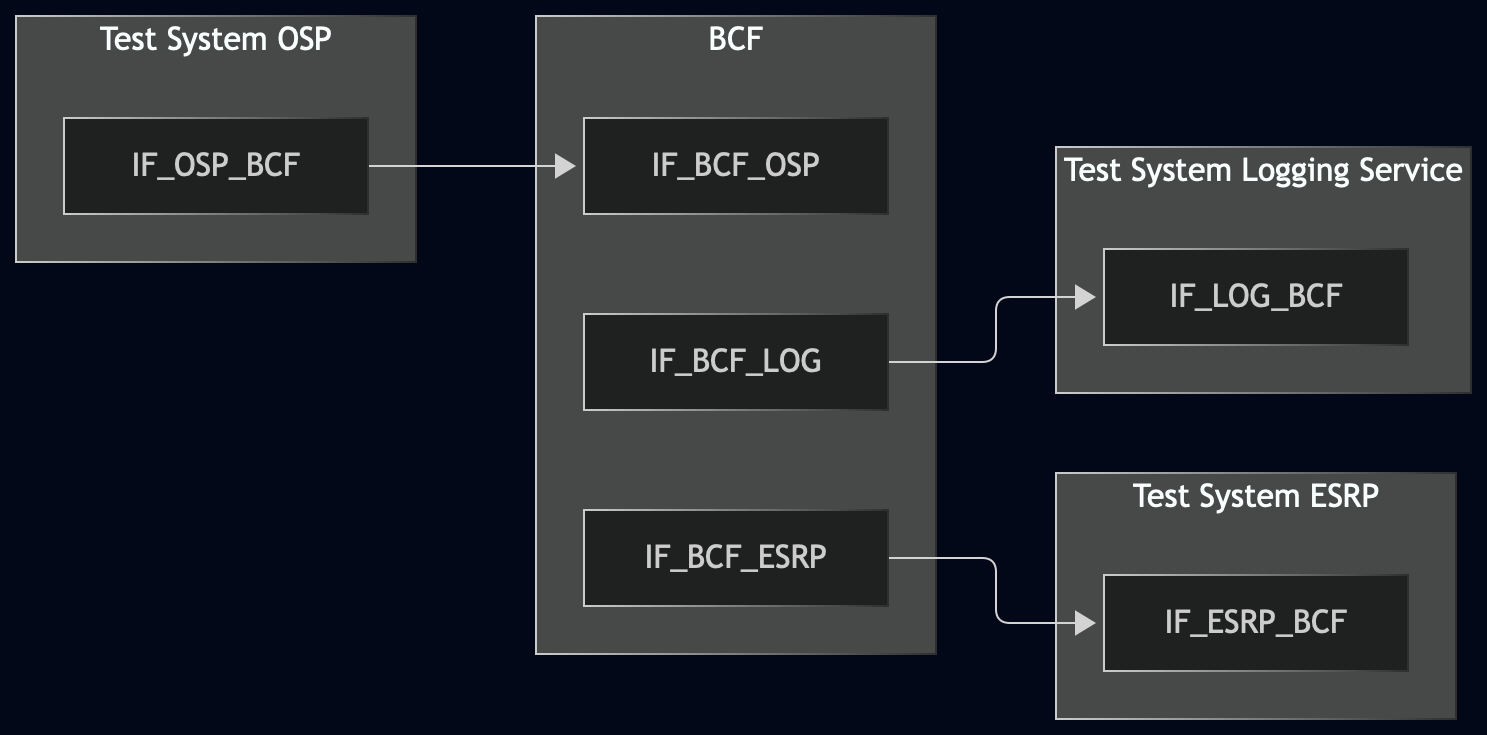 Test System OSP
IF_OSP_BCF
BCF
IF_BCF_OSP
IF_BCF_LOG
IF_BCF_ESRP
Test System Logging Service
IF_LOG_BCF
Test System ESRP
IF_ESRP_BCF